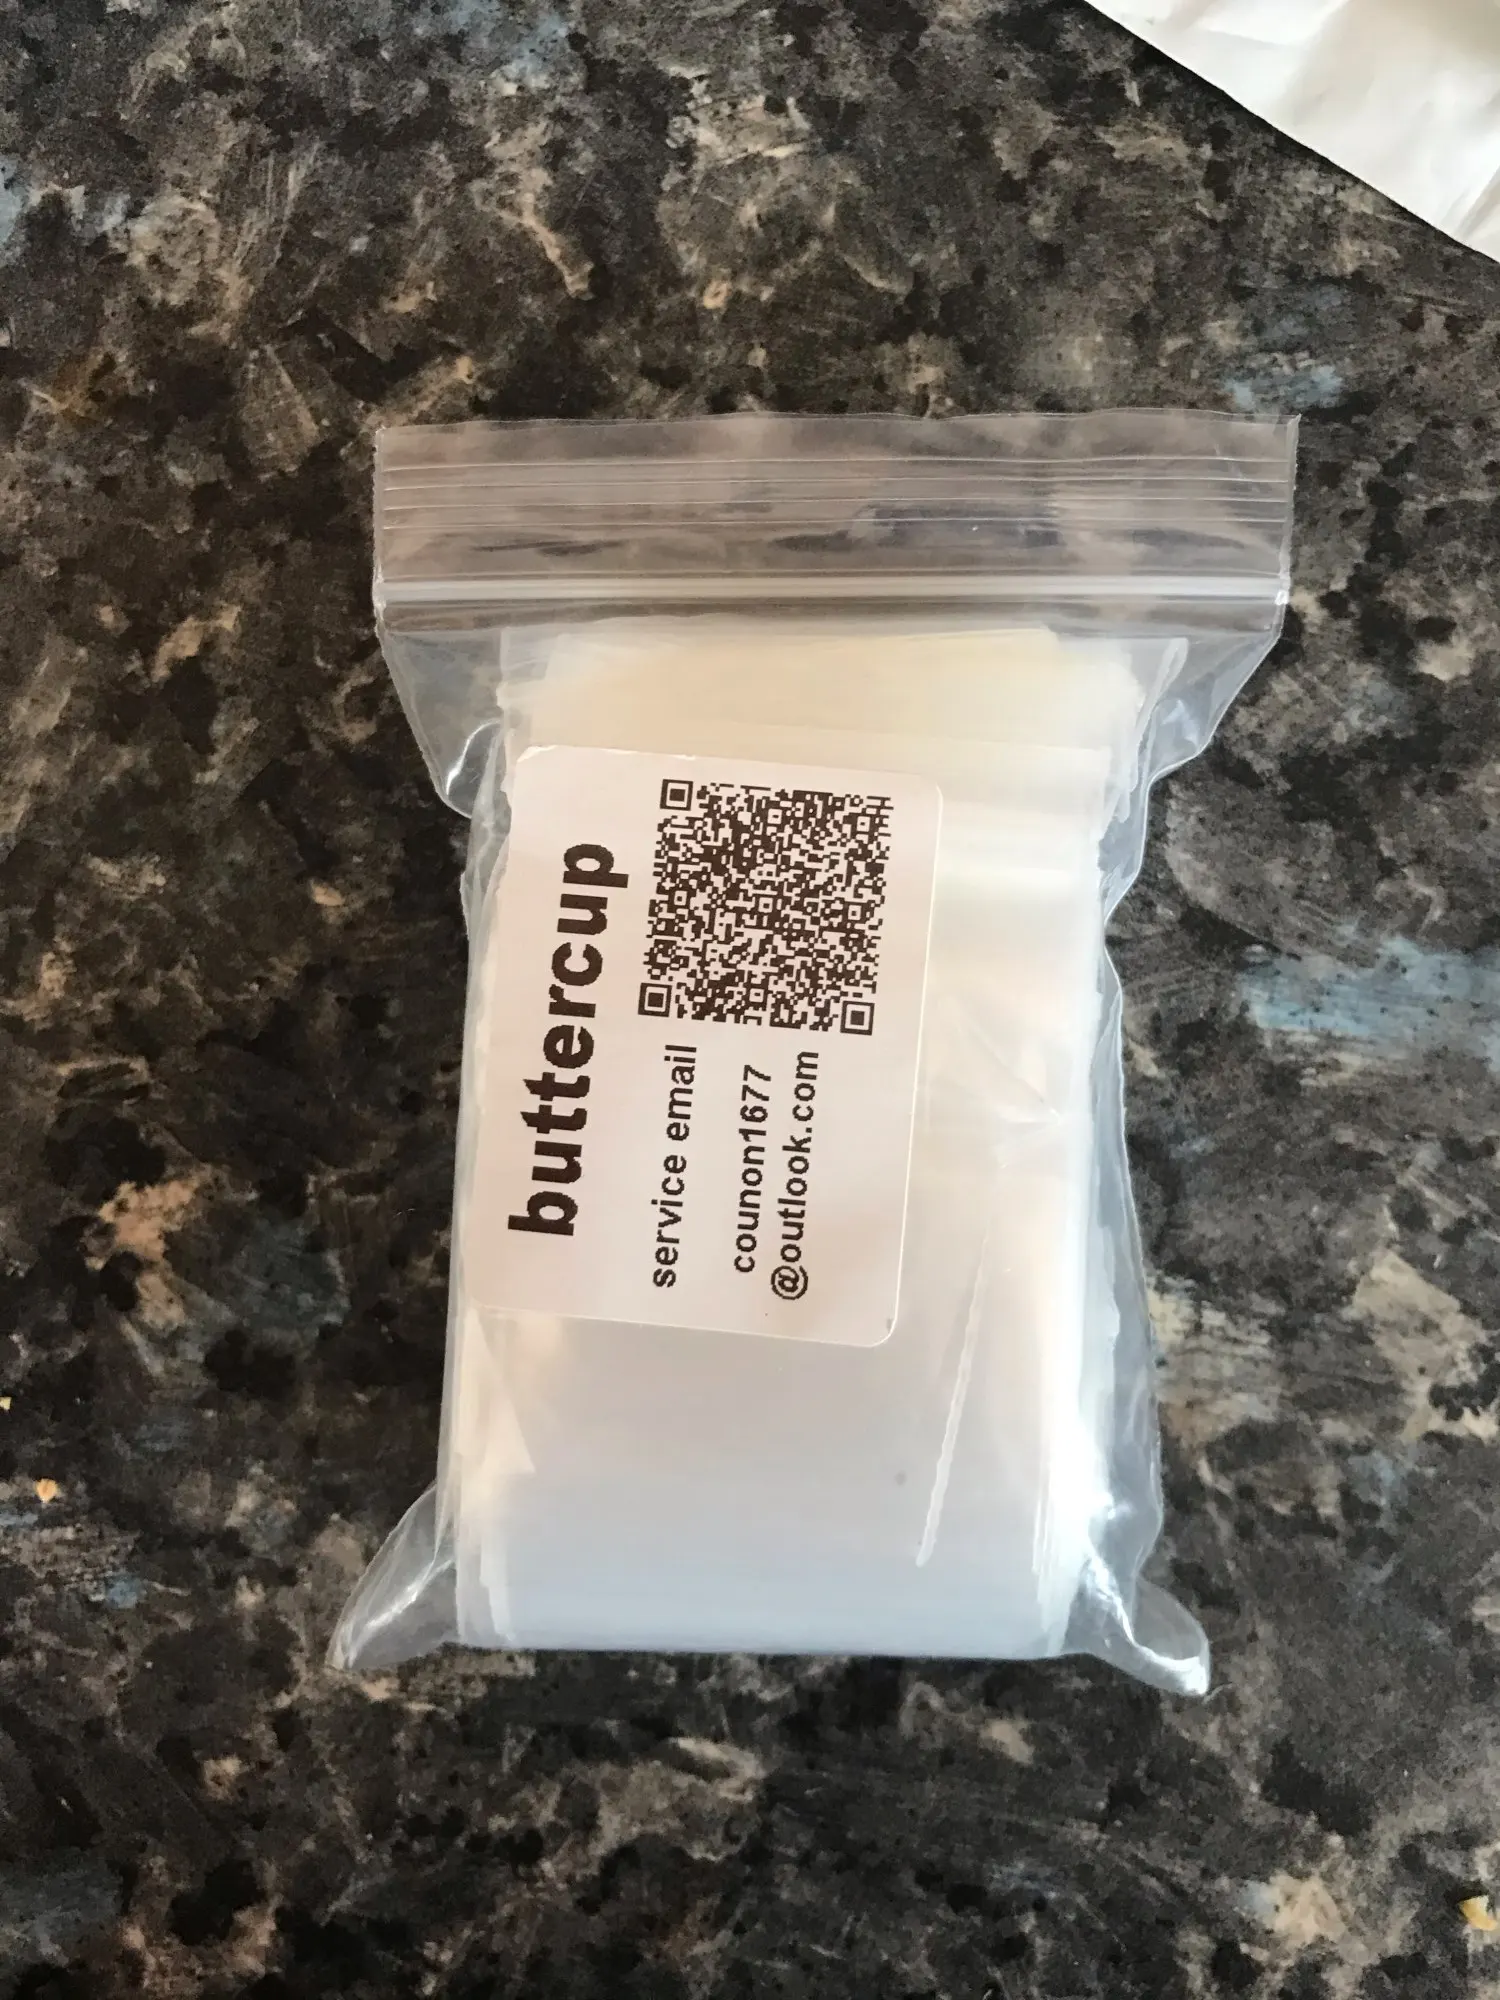 buttercup
service email
counon1677
@outlook.com